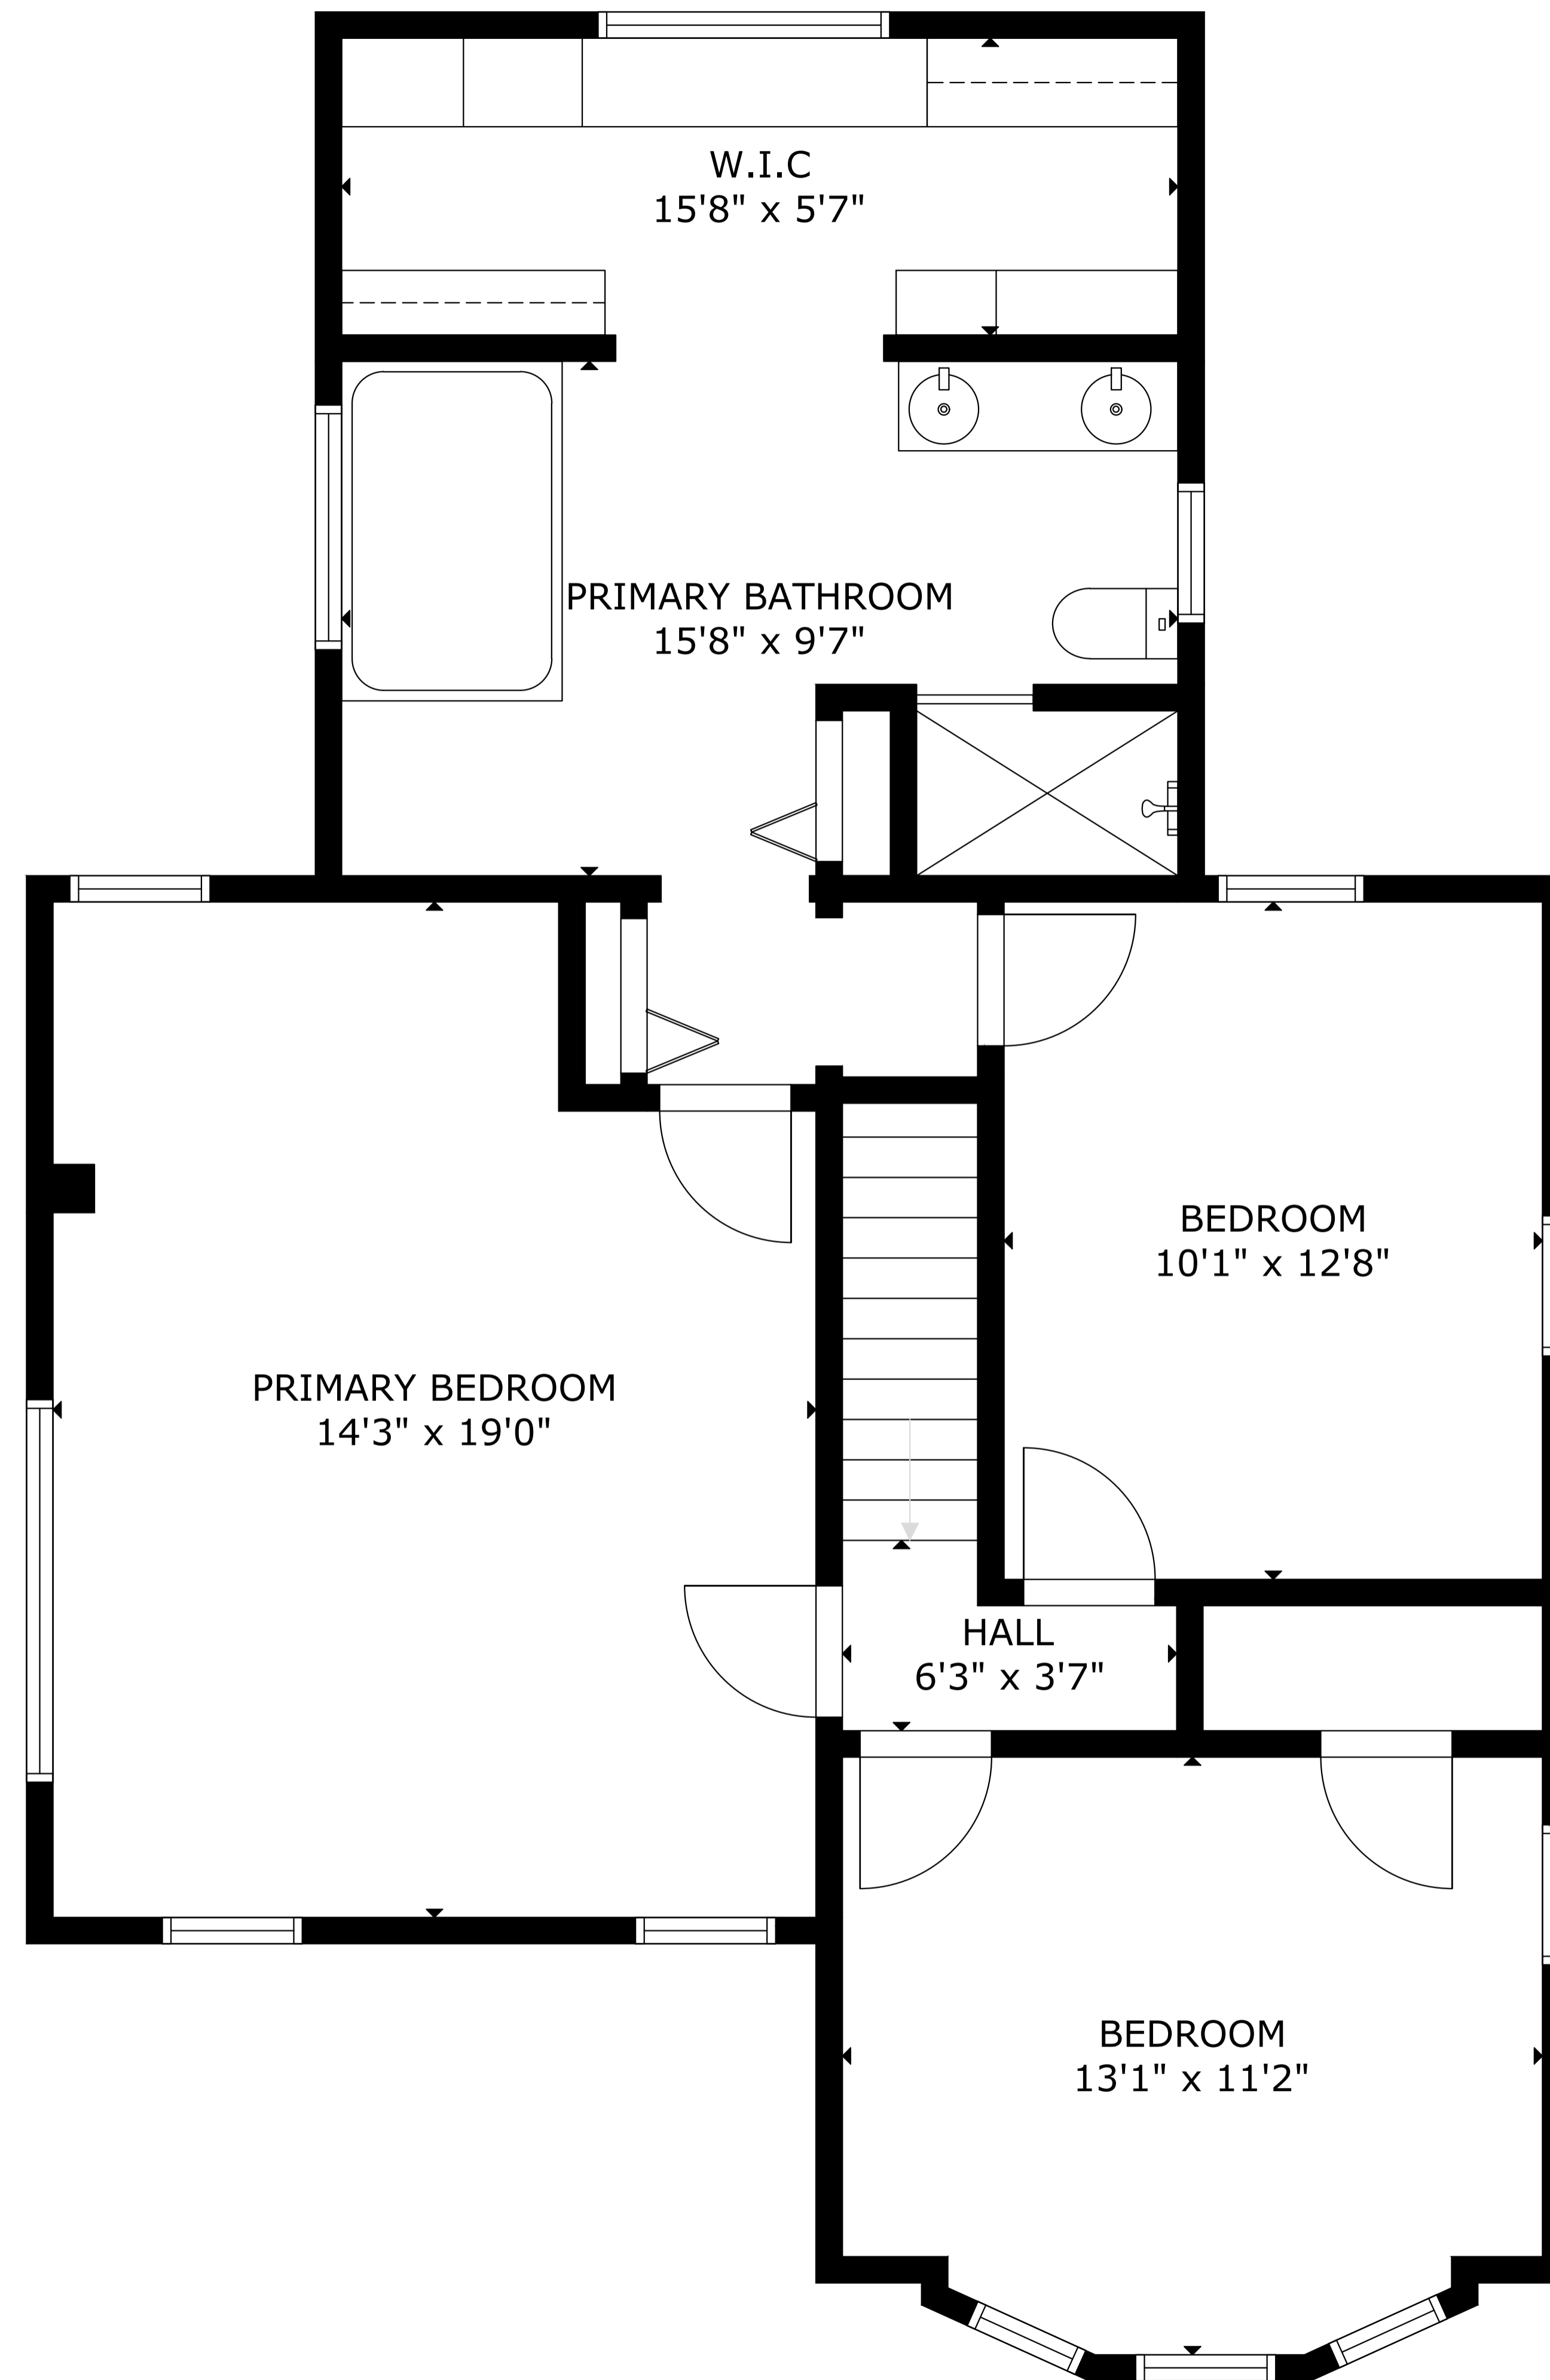 W.I.C
15'8" x 5'7"
PRIMARY BATHROOM
15'8" x 9'7"
BEDROOM
10'1" x 12'8"
PRIMARY BEDROOM
14'3" x 19'0"
HALL
6'3" x 3'7"
BEDROOM
13'1" x 11'2"